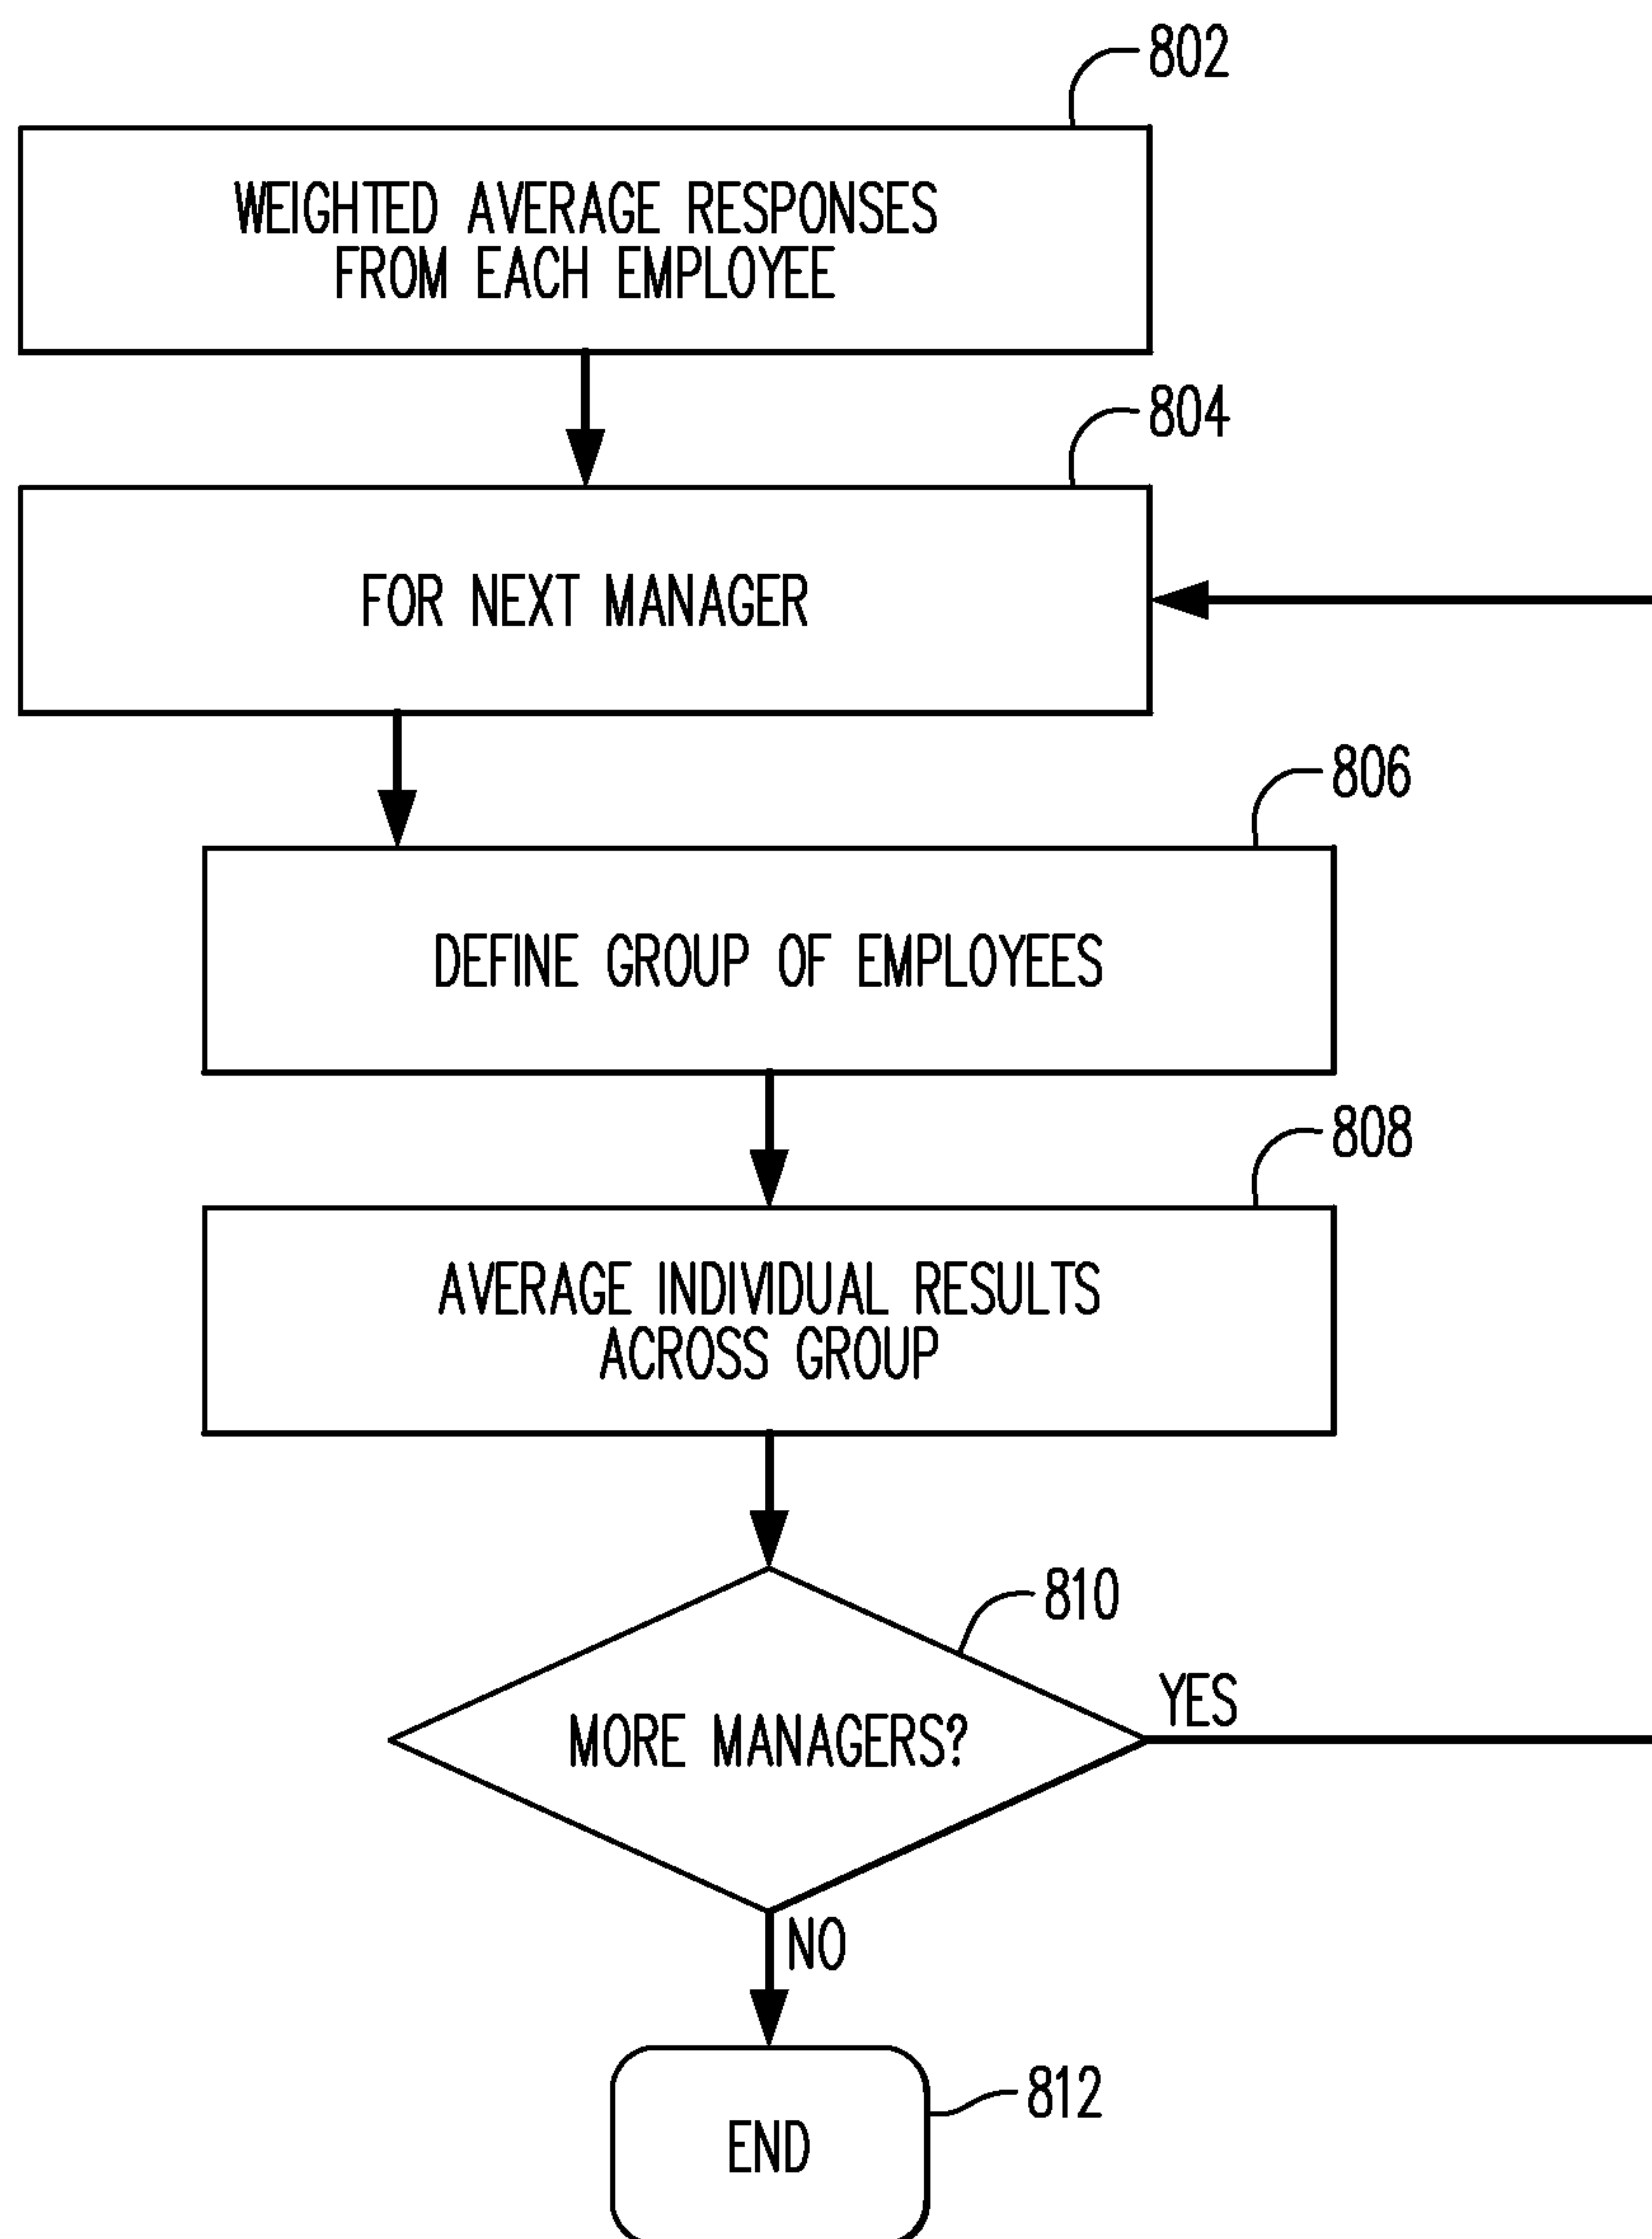 802
WEIGHTED AVERAGE RESPONSES
FROM EACH EMPLOYEE
804
FOR NEXT MANAGER
806
DEFINE GROUP OF EMPLOYEES
808
AVERAGE INDIVIDUAL RESULTS
ACROSS GROUP
810
MORE MANAGERS?
YES
NO
812
END